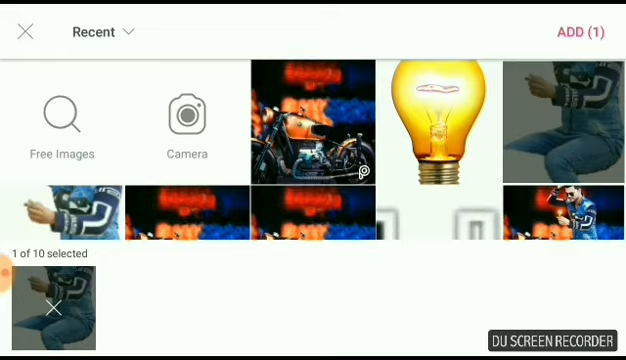 Recent
ADD (1)
Free Images
Camera
1 of 10 selected
DU SCREEN RECORDER